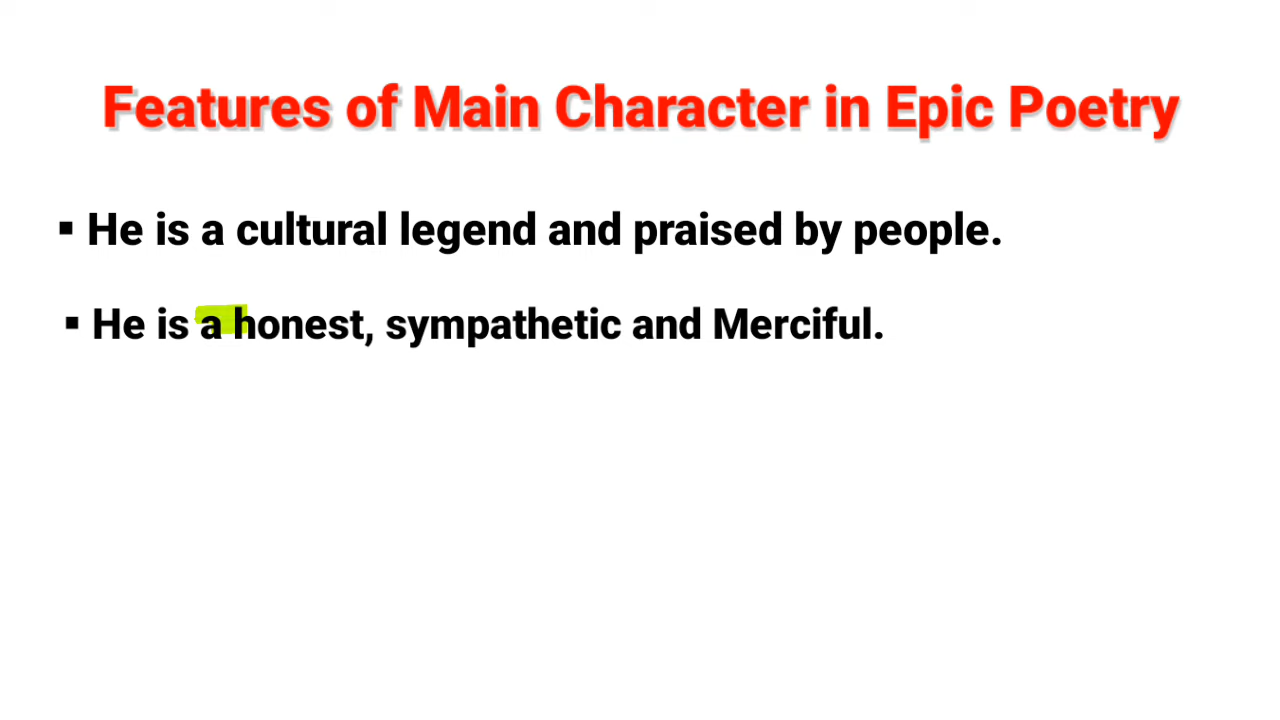 Features of Main Character in Epic Poetry
▪ He is a cultural legend and praised by people.
▪ He is a honest, sympathetic and Merciful.